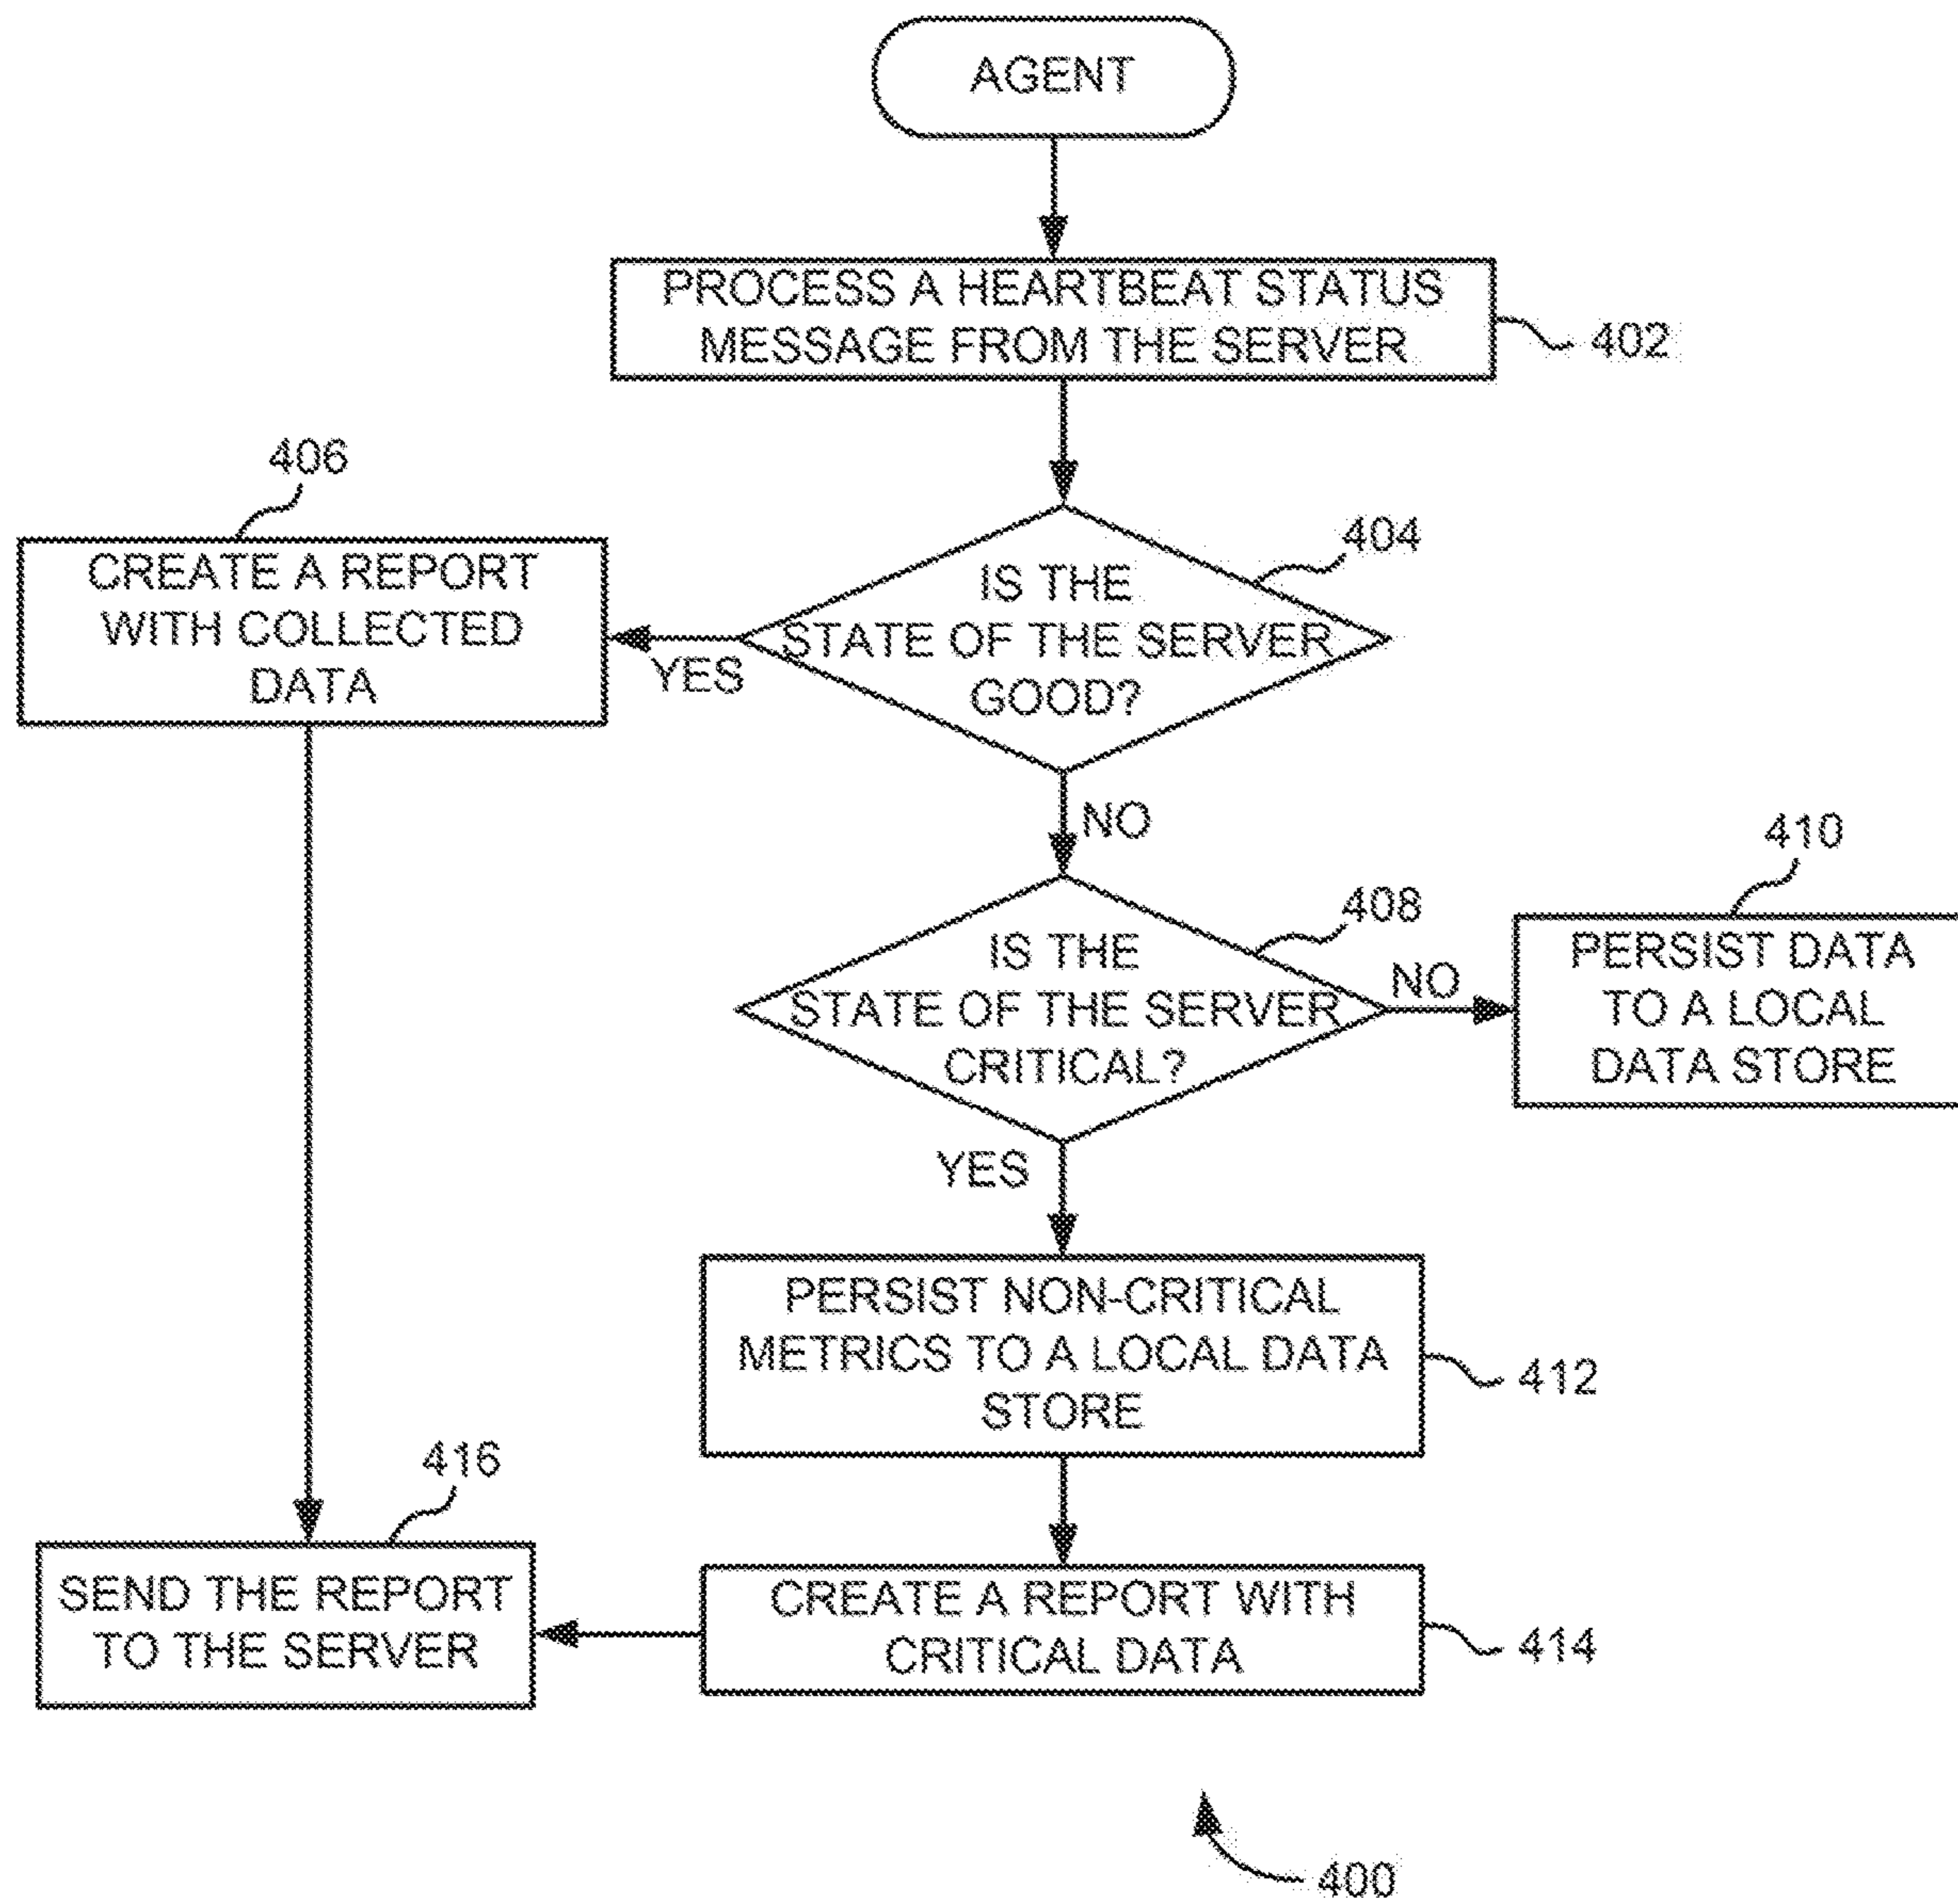 AGENT
PROCESS A HEARTBEAT STATUS
MESSAGE FROM THE SERVER
402
406
CREATE A REPORT
WITH COLLECTED
DATA
404
IS THE
STATE OF THE SERVER
GOOD?
YES
NO
408
IS THE
STATE OF THE SERVER
CRITICAL?
NO
410
PERSIST DATA
TO A LOCAL
DATA STORE
YES
PERSIST NON-CRITICAL
METRICS TO A LOCAL DATA
STORE
412
416
SEND THE REPORT
TO THE SERVER
CREATE A REPORT WITH
CRITICAL DATA
414
400